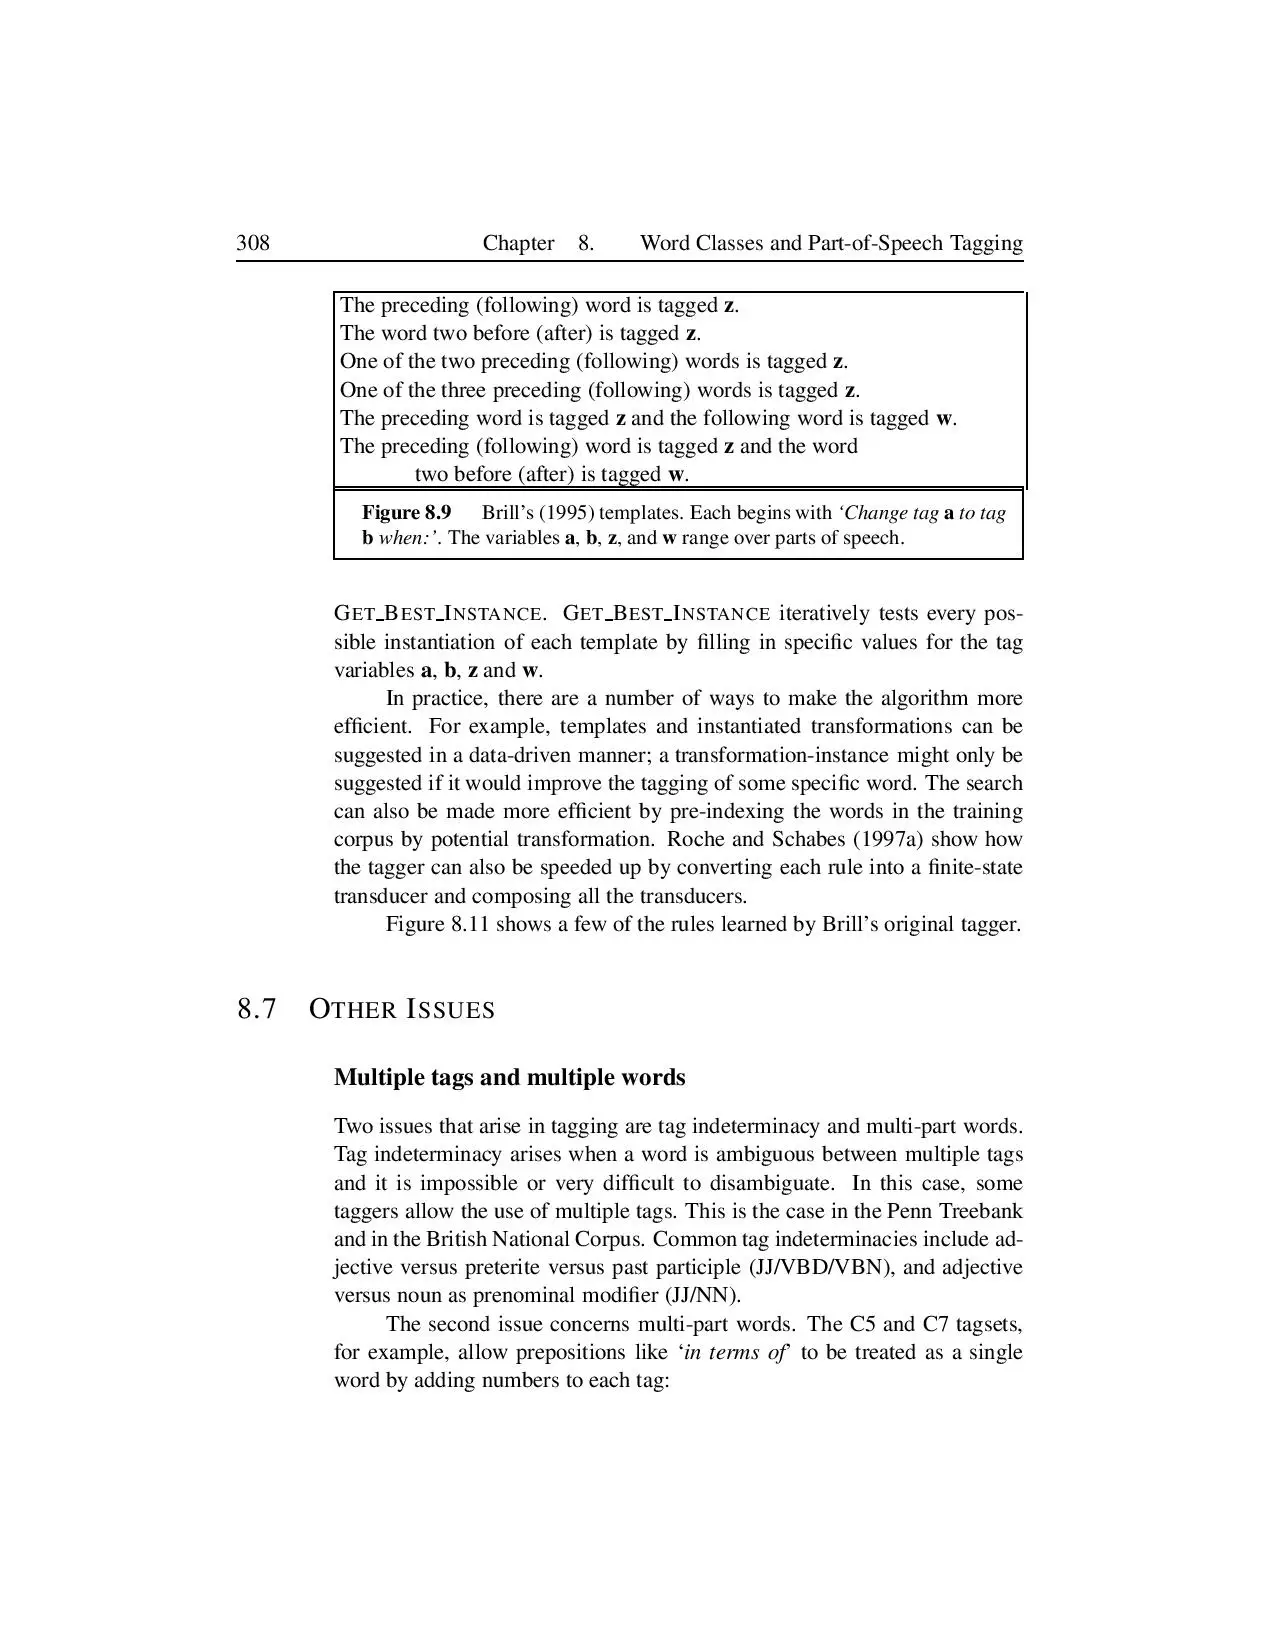 308 Chapter 8. Word Classes and Part-of-Speech Tagging
The preceding (following) word is tagged z.
The word two before (after) is tagged z.
One of the two preceding (following) words is tagged z.
One of the three preceding (following) words is tagged z.
The preceding word is tagged z and the following word is tagged w.
The preceding (following) word is tagged z and the word
two before (after) is tagged w.
Figure 8.9 Brill's (1995) templates. Each begins with ‘Change tag a to tag
b when:’. The variables a, b, z, and w range over parts of speech.
GET_BEST_INSTANCE. GET_BEST_INSTANCE iteratively tests every pos-
sible instantiation of each template by filling in specific values for the tag
variables a, b, z and w.
In practice, there are a number of ways to make the algorithm more
efficient. For example, templates and instantiated transformations can be
suggested in a data-driven manner; a transformation-instance might only be
suggested if it would improve the tagging of some specific word. The search
can also be made more efficient by pre-indexing the words in the training
corpus by potential transformation. Roche and Schabes (1997a) show how
the tagger can also be speeded up by converting each rule into a finite-state
transducer and composing all the transducers.
Figure 8.11 shows a few of the rules learned by Brill's original tagger.
8.7 OTHER ISSUES
Multiple tags and multiple words
Two issues that arise in tagging are tag indeterminacy and multi-part words.
Tag indeterminacy arises when a word is ambiguous between multiple tags
and it is impossible or very difficult to disambiguate. In this case, some
taggers allow the use of multiple tags. This is the case in the Penn Treebank
and in the British National Corpus. Common tag indeterminacies include ad-
jective versus preterite versus past participle (JJ/VBD/VBN), and adjective
versus noun as prenominal modifier (JJ/NN).
The second issue concerns multi-part words. The C5 and C7 tagsets,
for example, allow prepositions like ‘in terms of’ to be treated as a single
word by adding numbers to each tag: